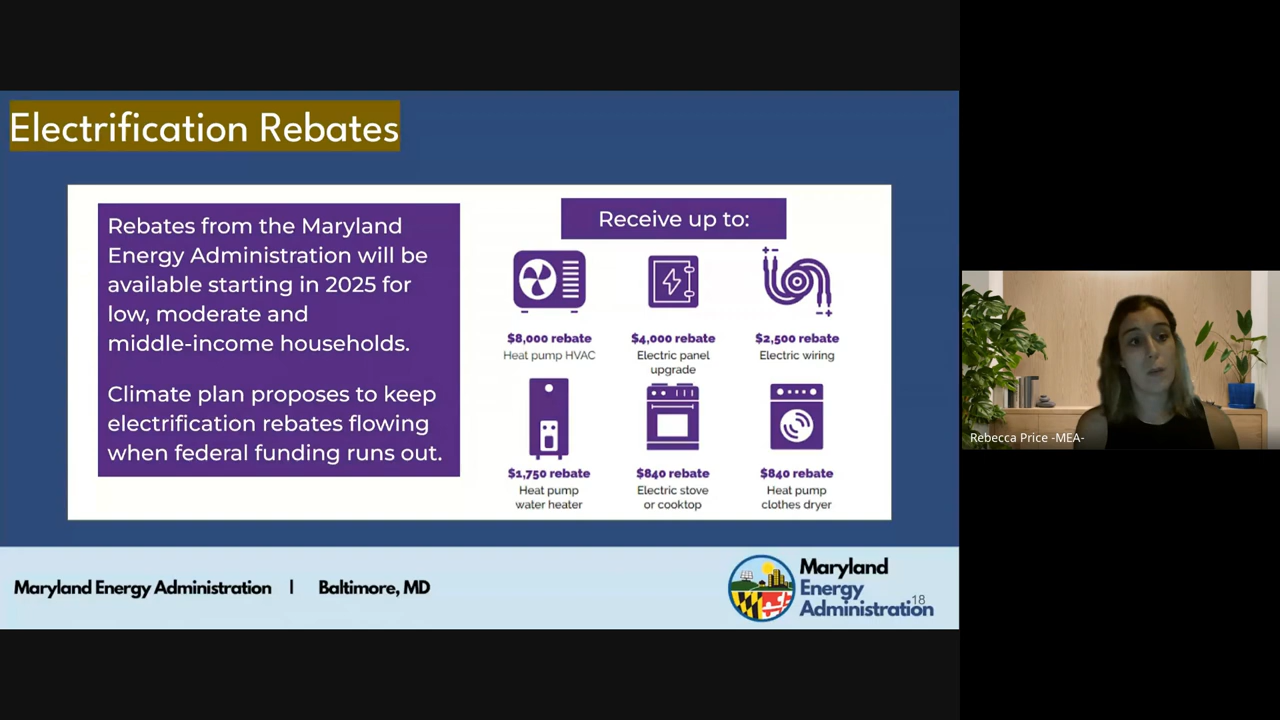 Electrification Rebates
Rebates from the Maryland
Energy Administration will be
available starting in 2025 for
low, moderate and
middle-income households.
Climate plan proposes to keep
electrification rebates flowing
when federal funding runs out.
Receive up to:
$8,000 rebate
Heat pump HVAC
$4,000 rebate
Electric panel
upgrade
$2,500 rebate
Electric wiring
$1,750 rebate
Heat pump
water heater
$840 rebate
Electric stove
or cooktop
$840 rebate
Heat pump
clothes dryer
Maryland Energy Administration | Baltimore, MD
Maryland
Energy
Administration
18
Rebecca Price -MEA-